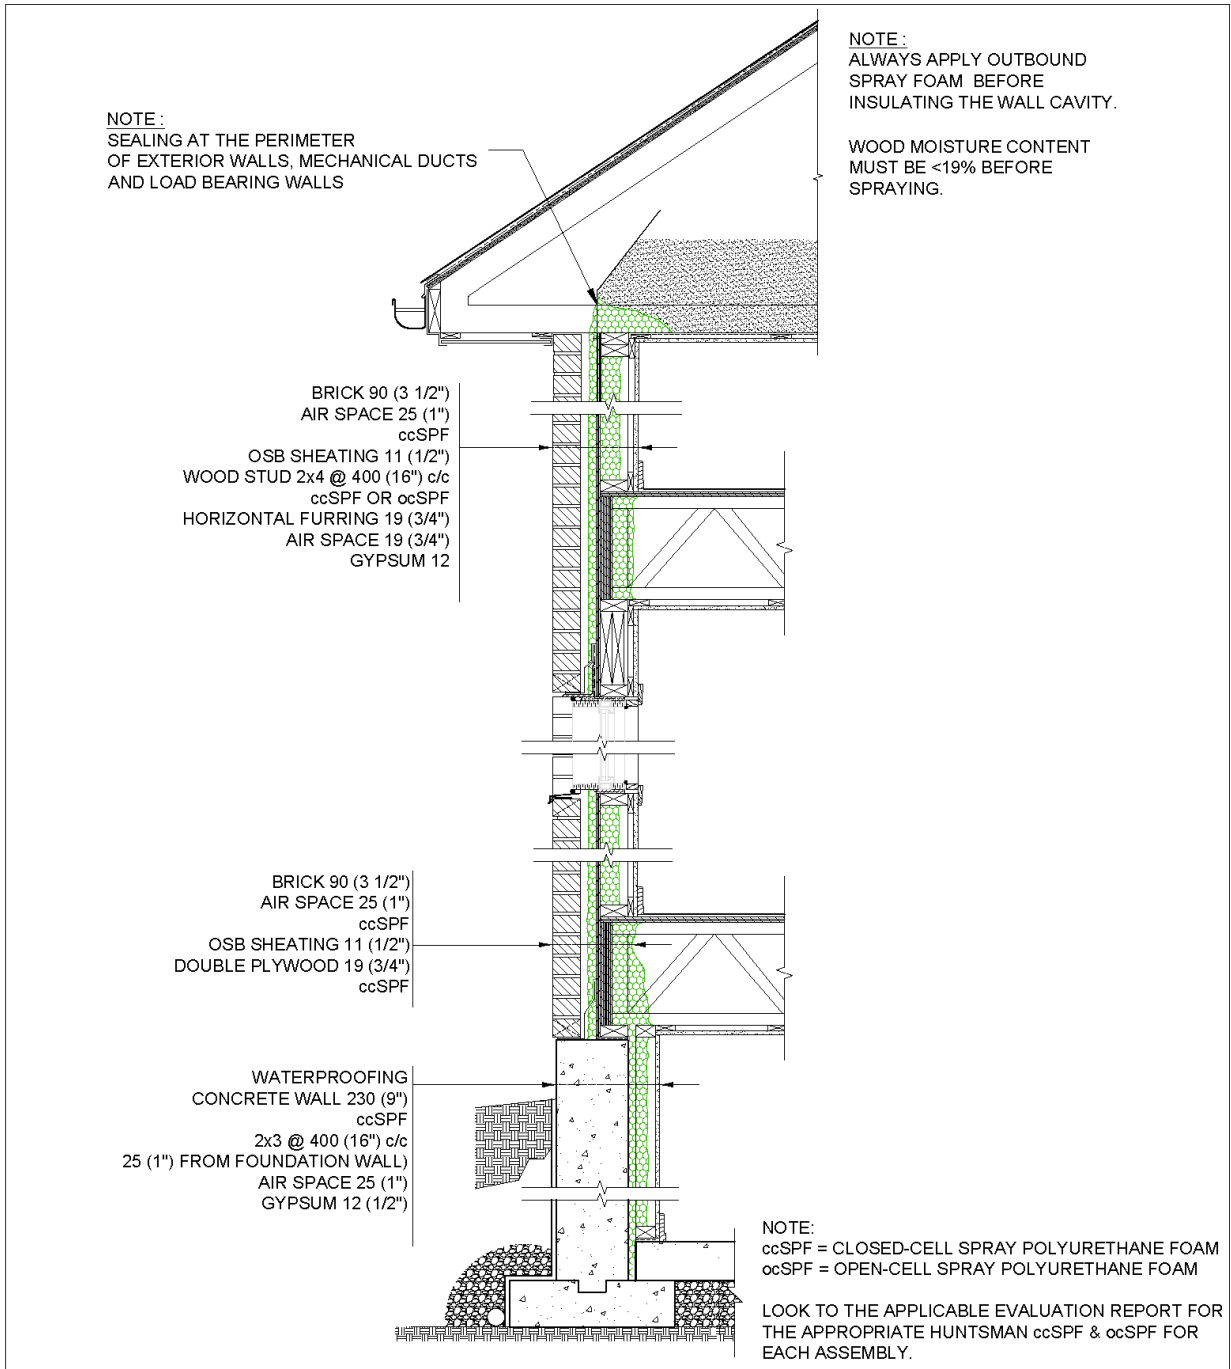 NOTE :
SEALING AT THE PERIMETER
OF EXTERIOR WALLS, MECHANICAL DUCTS
AND LOAD BEARING WALLS
NOTE :
ALWAYS APPLY OUTBOUND
SPRAY FOAM BEFORE
INSULATING THE WALL CAVITY.
WOOD MOISTURE CONTENT
MUST BE <19% BEFORE
SPRAYING.
BRICK 90 (3 1/2")
AIR SPACE 25 (1")
ccSPF
OSB SHEATING 11 (1/2")
WOOD STUD 2x4 @ 400 (16") c/c
ccSPF OR ocSPF
HORIZONTAL FURRING 19 (3/4")
AIR SPACE 19 (3/4")
GYPSUM 12
BRICK 90 (3 1/2")
AIR SPACE 25 (1")
ccSPF
OSB SHEATING 11 (1/2")
DOUBLE PLYWOOD 19 (3/4")
ccSPF
WATERPROOFING
CONCRETE WALL 230 (9")
ccSPF
2x3 @ 400 (16") c/c
25 (1") FROM FOUNDATION WALL)
AIR SPACE 25 (1")
GYPSUM 12 (1/2")
NOTE:
ccSPF = CLOSED-CELL SPRAY POLYURETHANE FOAM
ocSPF = OPEN-CELL SPRAY POLYURETHANE FOAM
LOOK TO THE APPLICABLE EVALUATION REPORT FOR
THE APPROPRIATE HUNTSMAN ccSPF & ocSPF FOR
EACH ASSEMBLY.